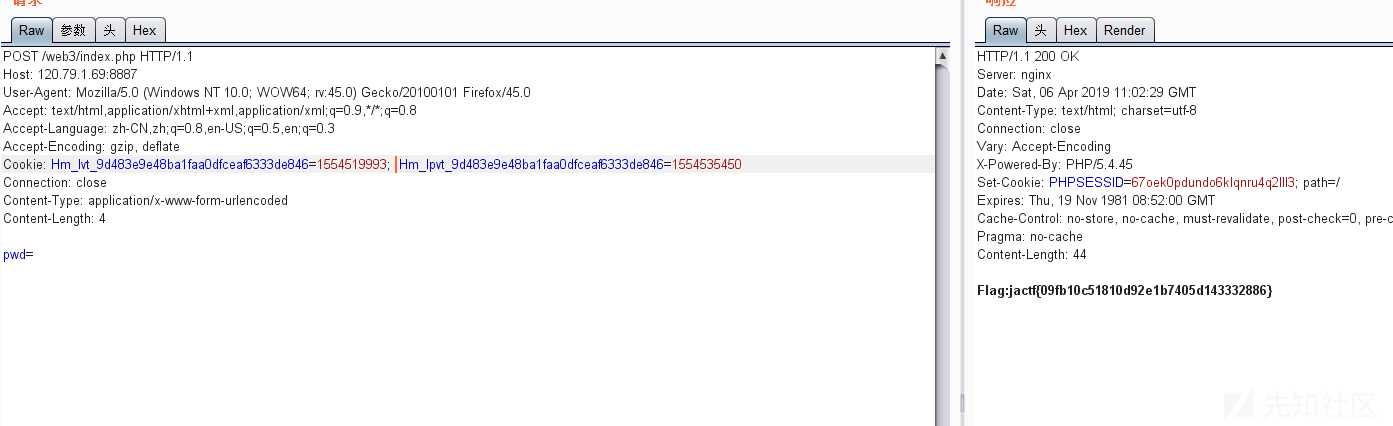 请求
Raw 参数 头 Hex
POST /web3/index.php HTTP/1.1
Host: 120.79.1.69:8887
User-Agent: Mozilla/5.0 (Windows NT 10.0; WOW64; rv:45.0) Gecko/20100101 Firefox/45.0
Accept: text/html,application/xhtml+xml,application/xml;q=0.9,*/*;q=0.8
Accept-Language: zh-CN,zh;q=0.8,en-US;q=0.5,en;q=0.3
Accept-Encoding: gzip, deflate
Cookie: Hm_lvt_9d483e9e48ba1faa0dfceaf6333de846=1554519993; Hm_lpvt_9d483e9e48ba1faa0dfceaf6333de846=1554535450
Connection: close
Content-Type: application/x-www-form-urlencoded
Content-Length: 4
pwd=
响应
Raw 头 Hex Render
HTTP/1.1 200 OK
Server: nginx
Date: Sat, 06 Apr 2019 11:02:29 GMT
Content-Type: text/html; charset=utf-8
Connection: close
Vary: Accept-Encoding
X-Powered-By: PHP/5.4.45
Set-Cookie: PHPSESSID=67oek0pdundo6klqnru4q2lll3; path=/
Expires: Thu, 19 Nov 1981 08:52:00 GMT
Cache-Control: no-store, no-cache, must-revalidate, post-check=0, pre-c
Pragma: no-cache
Content-Length: 44
Flag:jactf{09fb10c51810d92e1b7405d143332886}
先知社区